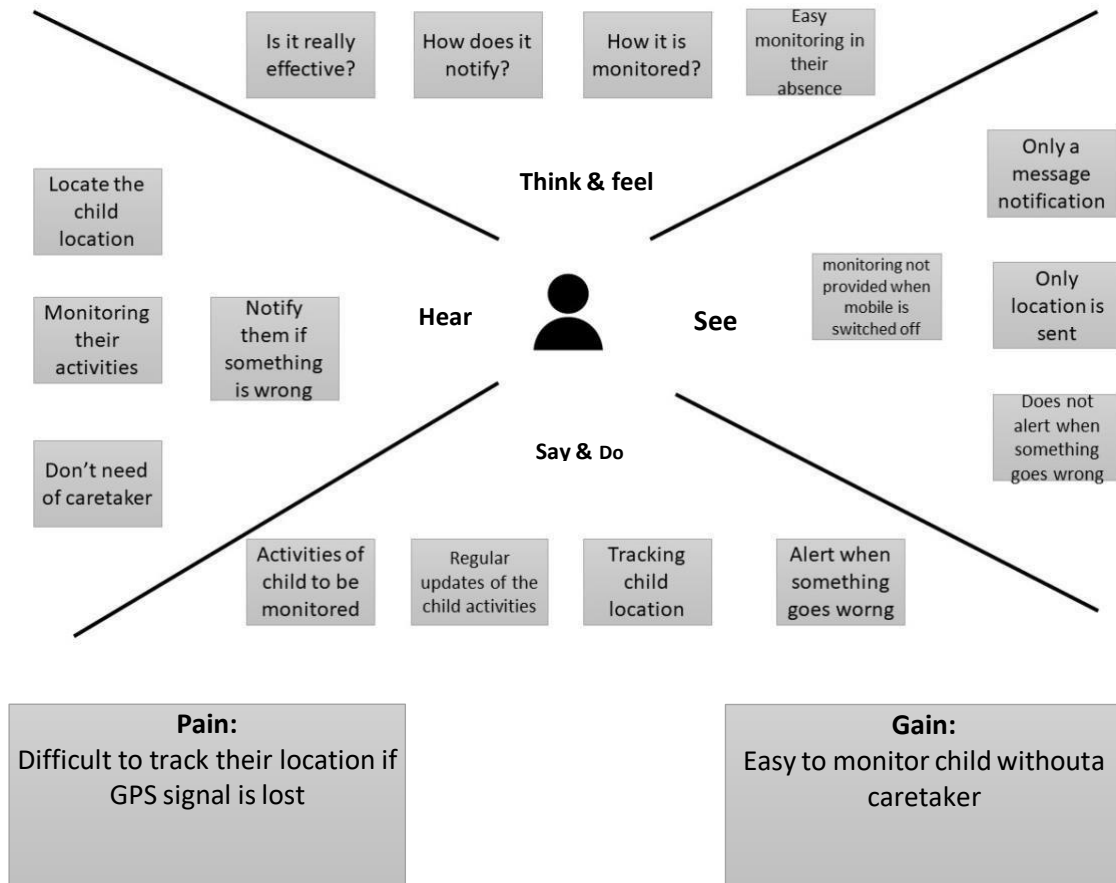 Is it really
effective?
How does it
notify?
How it is
monitored?
Easy
monitoring in
their
absence
Think & feel
Locate the
child
location
Monitoring
their
activities
Notify
them if
something
is wrong
Don’t need
of caretaker
Hear
See
monitoring not
provided when
mobile is
switched off
Only a
message
notification
Only
location is
sent
Does not
alert when
something
goes wrong
Say & Do
Activities of
child to be
monitored
Regular
updates of the
child activities
Tracking
child
location
Alert when
something
goes worng
Pain:
Difficult to track their location if
GPS signal is lost
Gain:
Easy to monitor child withouta
caretaker